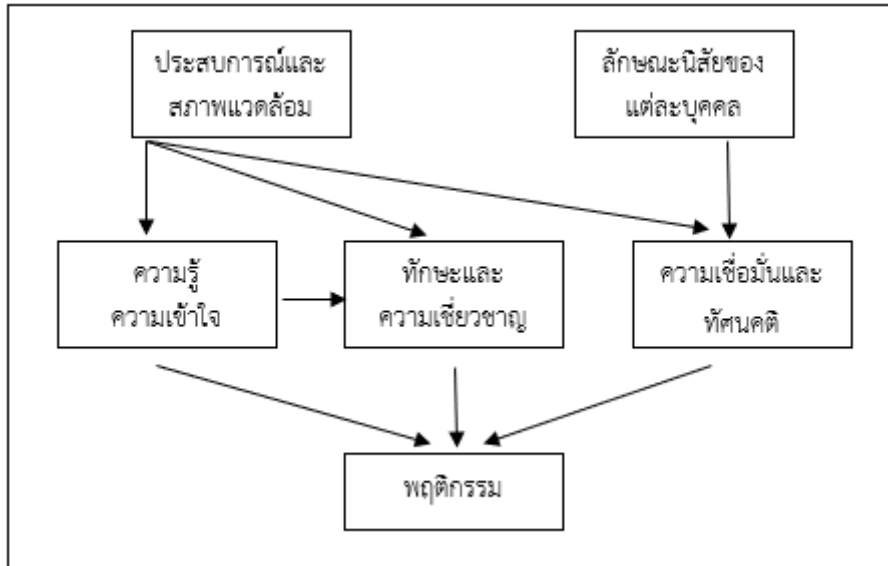 ประสบการณ์และ
สภาพแวดล้อม
ลักษณะนิสัยของ
แต่ละบุคคล
ความรู้
ความเข้าใจ
ทักษะและ
ความเชี่ยวชาญ
ความเชื่อมั่นและ
ทัศนคติ
พฤติกรรม